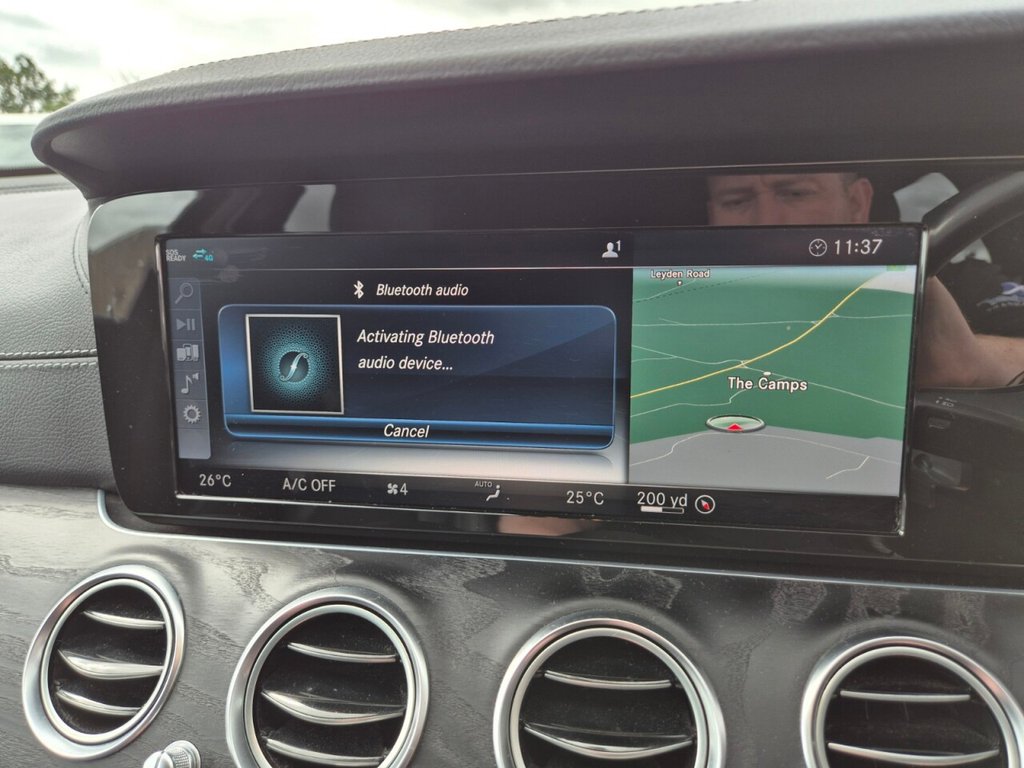 SOS
READY
4G
1
11:37
Bluetooth audio
Leyden Road
Activating Bluetooth
audio device...
The Camps
Cancel
26°C
A/C OFF
4
AUTO
25°C
200 yd